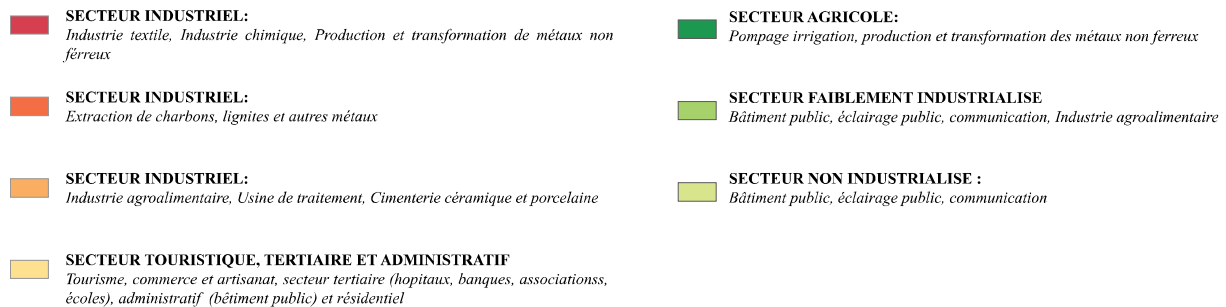 SECTEUR INDUSTRIEL:
Industrie textile, Industrie chimique, Production et transformation de métaux non
férreux
SECTEUR INDUSTRIEL:
Extraction de charbons, lignites et autres métaux
SECTEUR INDUSTRIEL:
Industrie agroalimentaire, Usine de traitement, Cimenterie céramique et porcelaine
SECTEUR TOURISTIQUE, TERTIAIRE ET ADMINISTRATIF
Tourisme, commerce et artisanat, secteur tertiaire (hopitaux, banques, associationss,
écoles), administratif (bêtiment public) et résidentiel
SECTEUR AGRICOLE:
Pompage irrigation, production et transformation des métaux non ferreux
SECTEUR FAIBLEMENT INDUSTRIALISE
Bâtiment public, éclairage public, communication, Industrie agroalimentaire
SECTEUR NON INDUSTRIALISE :
Bâtiment public, éclairage public, communication